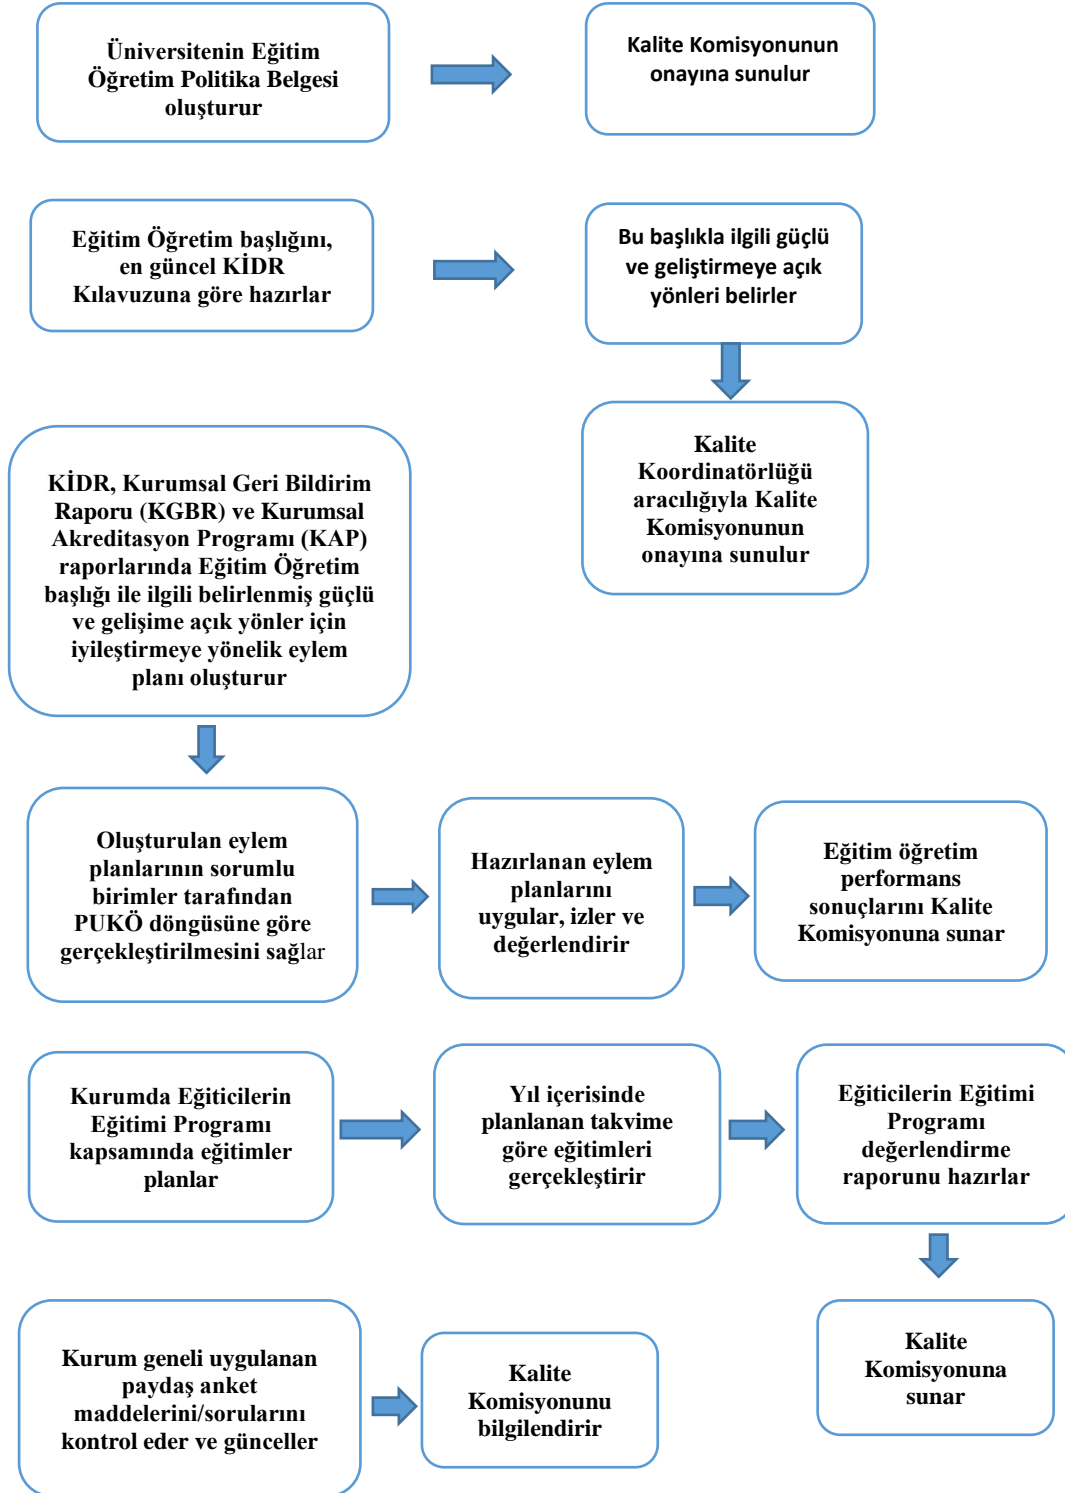 Üniversitenin Eğitim
Öğretim Politika Belgesi
oluşturur
Kalite Komisyonunun
onayına sunulur
Eğitim Öğretim başlığını,
en güncel KİDR
Kılavuzuna göre hazırlar
Bu başlıkla ilgili güçlü
ve geliştirmeye açık
yönleri belirler
Kalite
Koordinatörlüğü
aracılığıyla Kalite
Komisyonunun
onayına sunulur
KİDR, Kurumsal Geri Bildirim
Raporu (KGBR) ve Kurumsal
Akreditasyon Programı (KAP)
raporlarında Eğitim Öğretim
başlığı ile ilgili belirlenmiş güçlü
ve gelişime açık yönler için
iyileştirmeye yönelik eylem
planı oluşturur
Oluşturulan eylem
planlarının sorumlu
birimler tarafından
PUKÖ döngüsüne göre
gerçekleştirilmesini sağlar
Hazırlanan eylem
planlarını
uygular, izler ve
değerlendirir
Eğitim öğretim
performans
sonuçlarını Kalite
Komisyonuna sunar
Kurumda Eğiticilerin
Eğitimi Programı
kapsamında eğitimler
planlar
Yıl içerisinde
planlanan takvime
göre eğitimleri
gerçekleştirir
Eğiticilerin Eğitimi
Programı
değerlendirme
raporunu hazırlar
Kalite
Komisyonuna
sunar
Kurum geneli uygulanan
paydaş anket
maddelerini/sorularını
kontrol eder ve günceller
Kalite
Komisyonunu
bilgilendirir